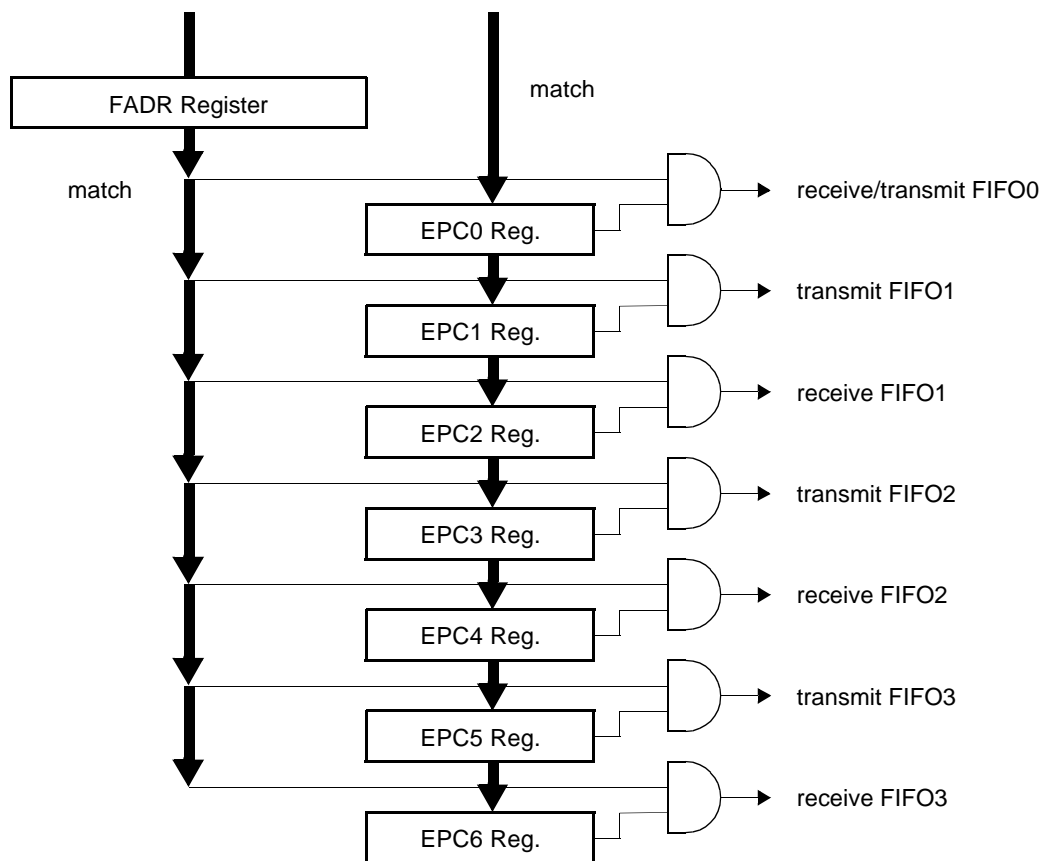 match
FADR Register
match
receive/transmit FIFO0
EPC0 Reg.
transmit FIFO1
EPC1 Reg.
receive FIFO1
EPC2 Reg.
transmit FIFO2
EPC3 Reg.
receive FIFO2
EPC4 Reg.
transmit FIFO3
EPC5 Reg.
receive FIFO3
EPC6 Reg.